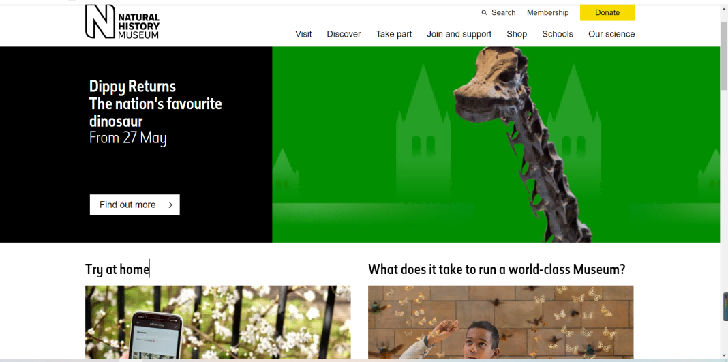 NATURAL
HISTORY
MUSEUM
Search Membership Donate
Visit Discover Take part Join and support Shop Schools Our science
Dippy Returns
The nation's favourite
dinosaur
From 27 May
Find out more
Try at home
What does it take to run a world-class Museum?